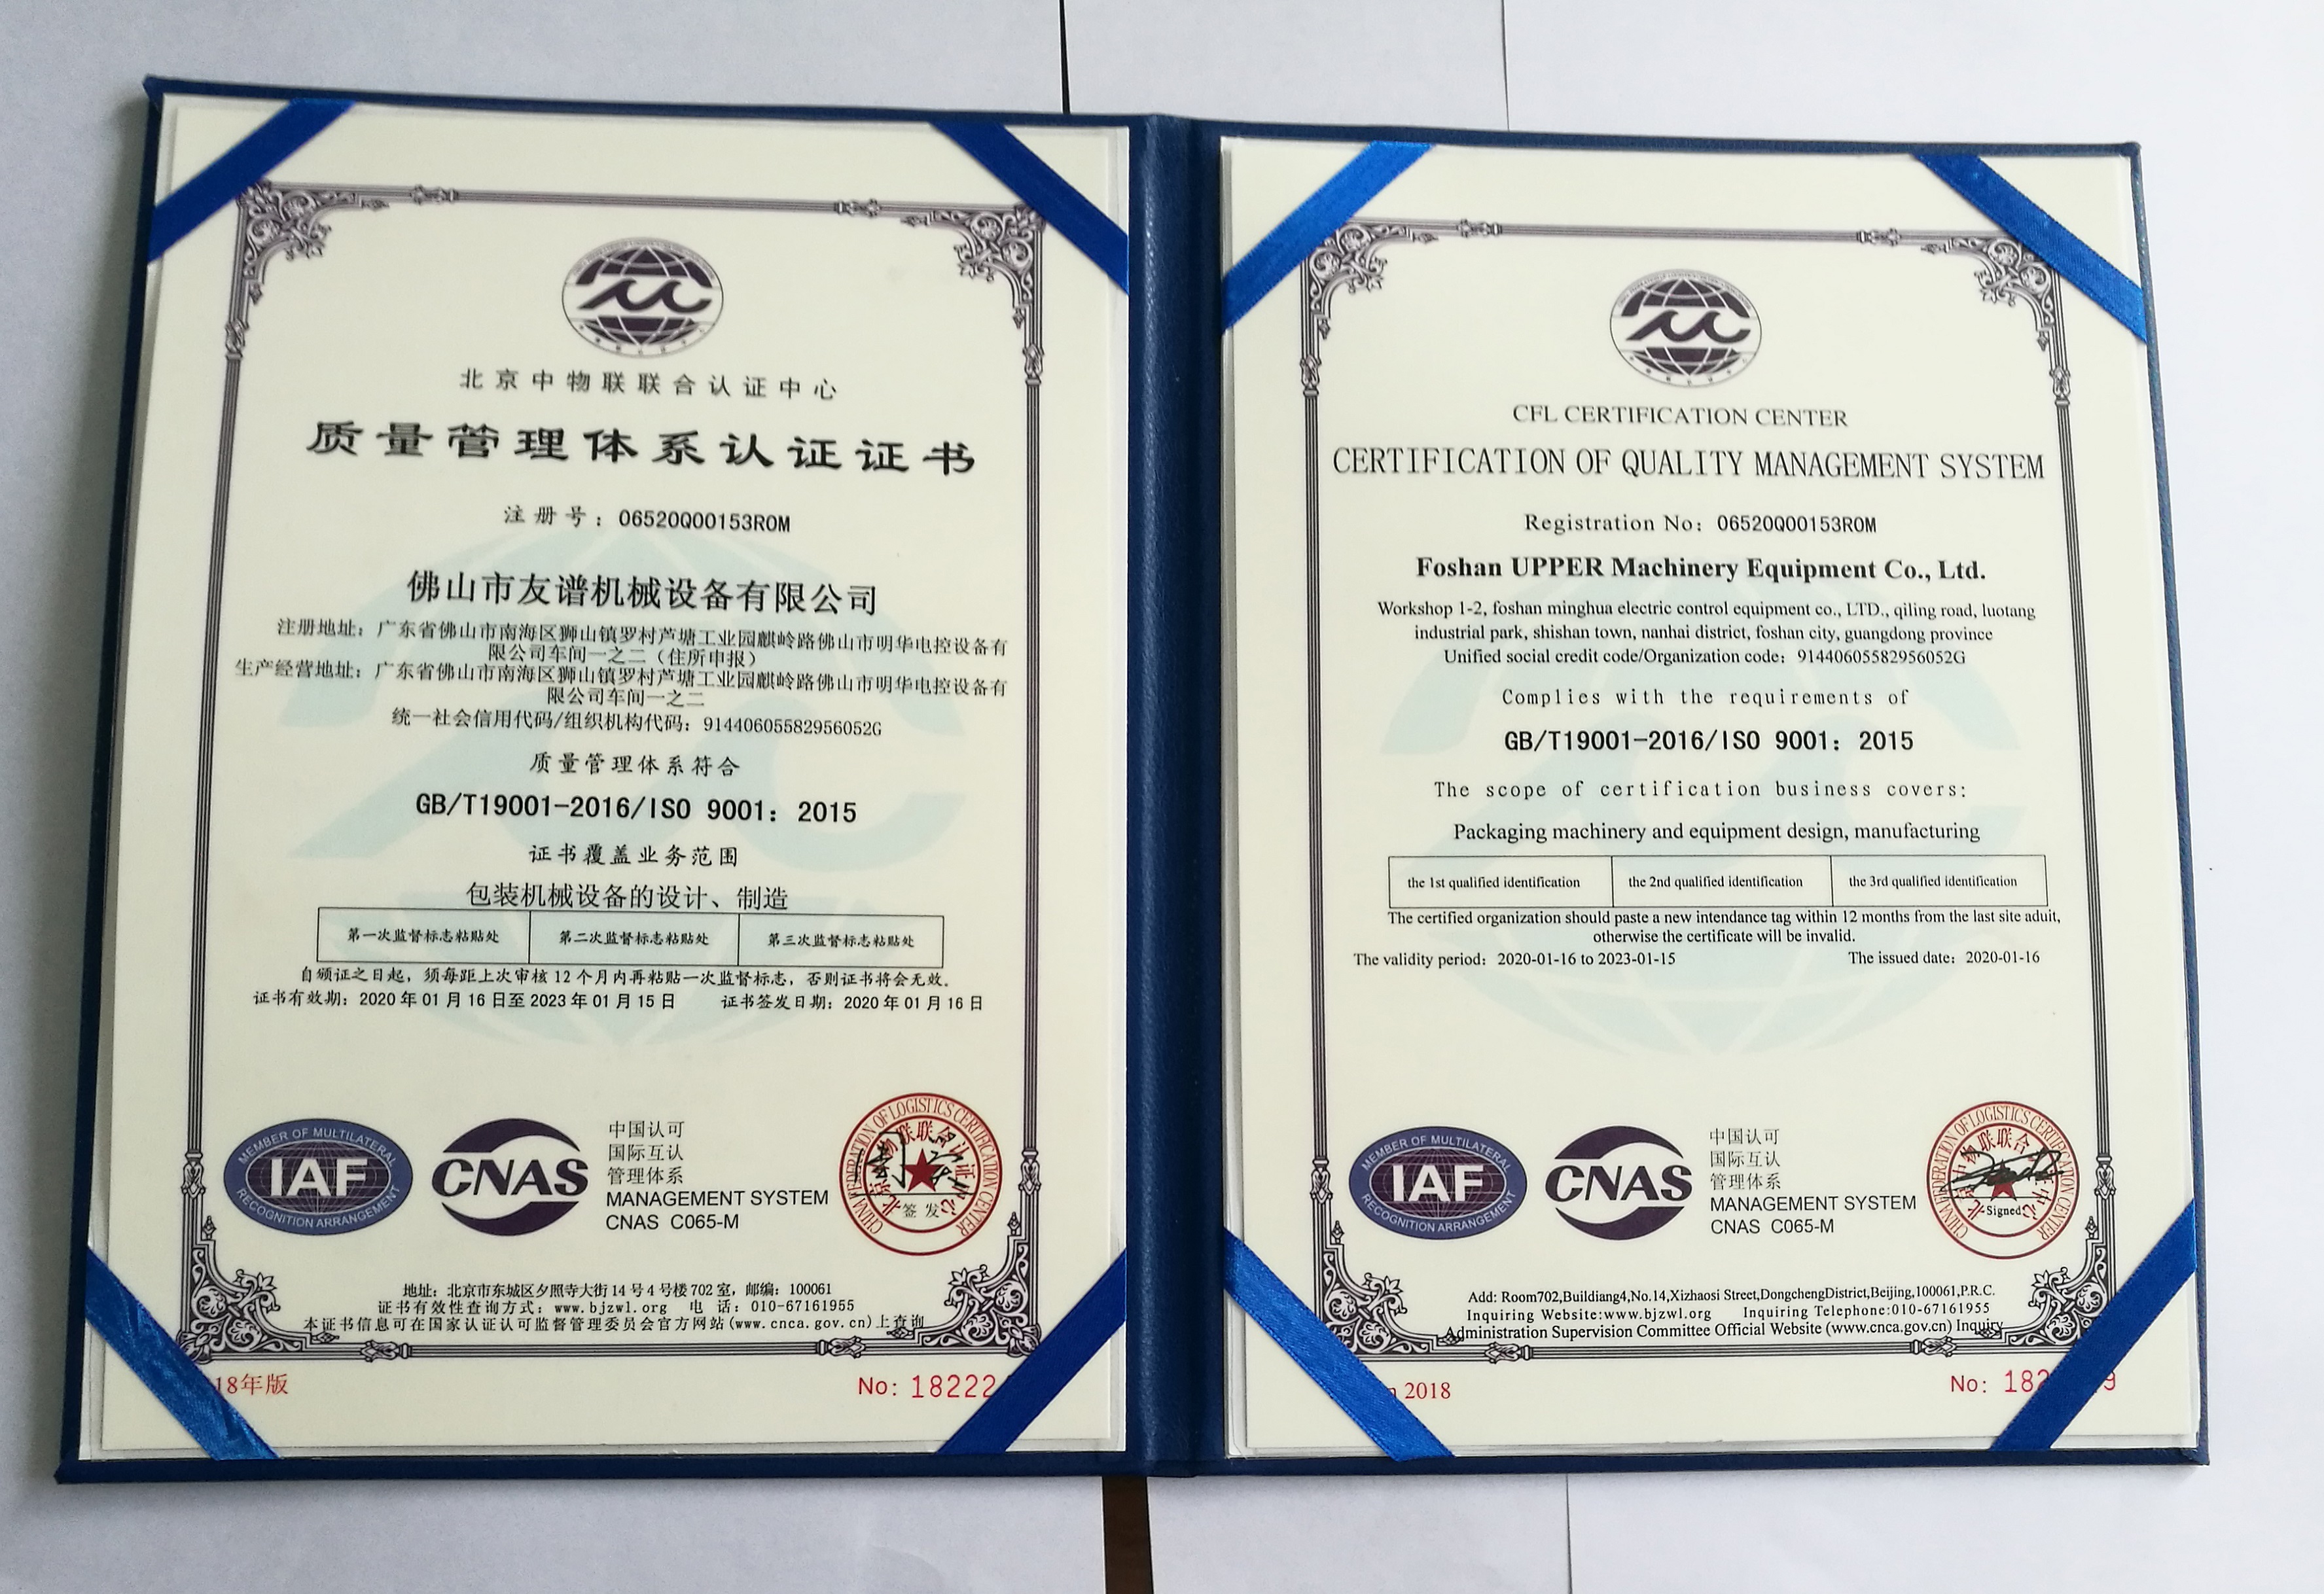 北京中物联联合认证中心
质量管理体系认证证书
注册号：06520Q00153R0M
佛山市友谱机械设备有限公司
注册地址：广东省佛山市南海区狮山镇罗村芦塘工业园麒岭路佛山市明华电控设备有
限公司车间一之二（住所申报）
生产经营地址：广东省佛山市南海区狮山镇罗村芦塘工业园麒岭路佛山市明华电控设备有
限公司车间一之二
统一社会信用代码/组织机构代码：91440605582956052G
质量管理体系符合
GB/T19001-2016/ISO 9001：2015
证书覆盖业务范围
包装机械设备的设计、制造
第一次监督标志粘贴处 第二次监督标志粘贴处 第三次监督标志粘贴处
自颁证之日起，须每距上次审核12个月内再粘贴一次监督标志，否则证书将会无效。
证书有效期：2020年01月16日至2023年01月15日 证书签发日期：2020年01月16日
MEMBER OF MULTILATERAL
IAF
RECOGNITION ARRANGEMENT
CNAS
中国认可
国际互认
管理体系
MANAGEMENT SYSTEM
CNAS C065-M
CHINA FEDERATION OF LOGISTICS CERTIFICATION CENTER
签发
地址：北京市东城区夕照寺大街14号4号楼702室，邮编：100061
证书有效性查询方式：www.bjzwl.org 电 话：010-67161955
本证书信息可在国家认证认可监督管理委员会官方网站(www.cnca.gov.cn)上查询
18年版
No: 18222
CFL CERTIFICATION CENTER
CERTIFICATION OF QUALITY MANAGEMENT SYSTEM
Registration No: 06520Q00153R0M
Foshan UPPER Machinery Equipment Co., Ltd.
Workshop 1-2, foshan minghua electric control equipment co., LTD., qiling road, luotang
industrial park, shishan town, nanhai district, foshan city, guangdong province
Unified social credit code/Organization code: 91440605582956052G
Complies with the requirements of
GB/T19001-2016/ISO 9001: 2015
The scope of certification business covers:
Packaging machinery and equipment design, manufacturing
the 1st qualified identification the 2nd qualified identification the 3rd qualified identification
The certified organization should paste a new intendance tag within 12 months from the last site aduit,
otherwise the certificate will be invalid.
The validity period: 2020-01-16 to 2023-01-15 The issued date: 2020-01-16
MEMBER OF MULTILATERAL
IAF
RECOGNITION ARRANGEMENT
CNAS
中国认可
国际互认
管理体系
MANAGEMENT SYSTEM
CNAS C065-M
CHINA FEDERATION OF LOGISTICS CERTIFICATION CENTER
Signed
Add: Room702,Buildiang4,No.14,Xizhaosi Street,DongchengDistrict,Beijing,100061,P.R.C.
Inquiring Website:www.bjzwl.org Inquiring Telephone:010-67161955
Administration Supervision Committee Official Website (www.cnca.gov.cn) Inquiry
2018
No: 182 9